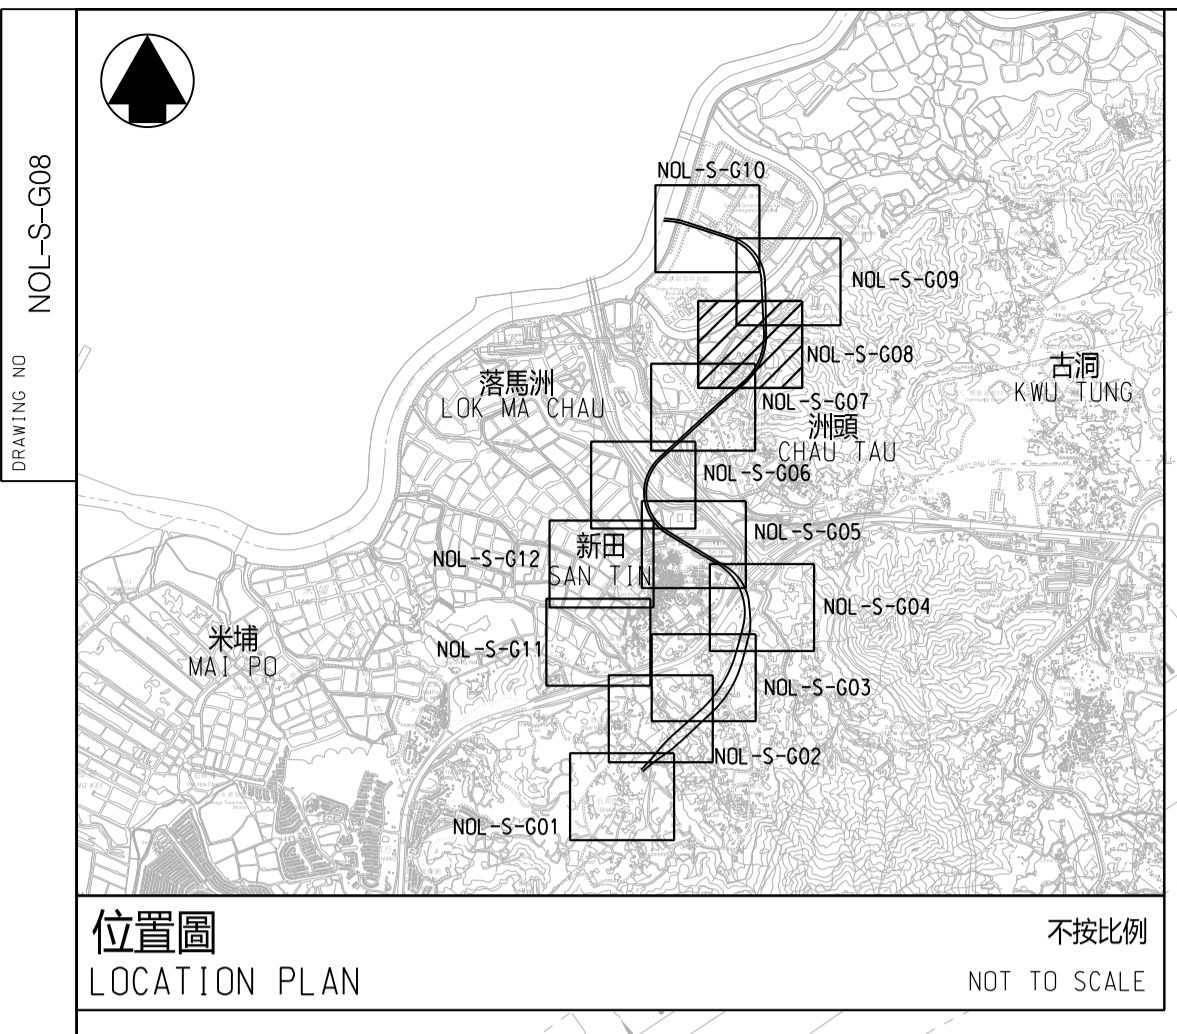 NOL-S-G08
DRAWING NO
NOL-S-G10
NOL-S-G09
NOL-S-G08
古洞
KWU TUNG
落馬洲
LOK MA CHAU
NOL-S-G07
洲頭
CHAU TAU
NOL-S-G06
EAST RAIL LINE
NOL-S-G05
新田
SAN TIN
NOL-S-G12
NOL-S-G04
米埔
MAI PO
NOL-S-G11
NOL-S-G03
NOL-S-G02
NOL-S-G01
位置圖
LOCATION PLAN
不按比例
NOT TO SCALE